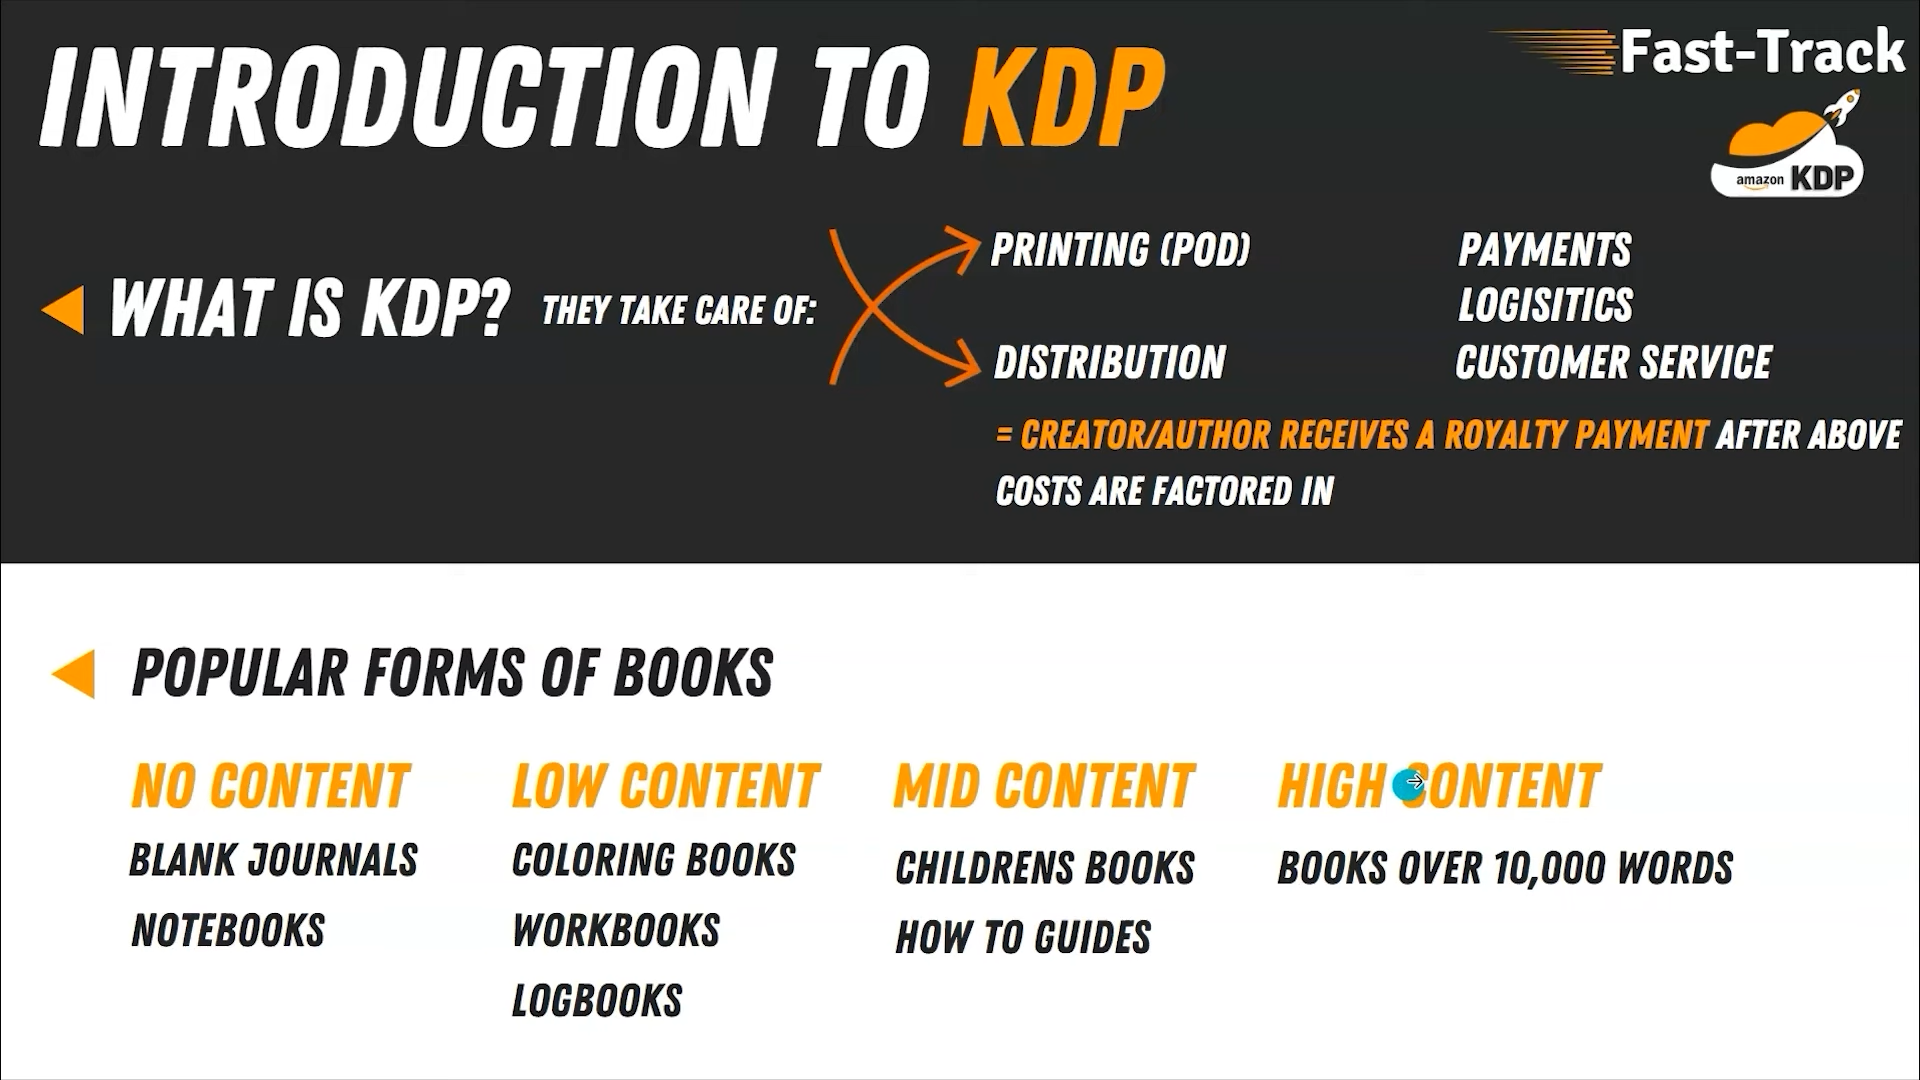 INTRODUCTION TO KDP
Fast-Track
amazon KDP
WHAT IS KDP?
THEY TAKE CARE OF:
PRINTING (POD)
DISTRIBUTION
PAYMENTS
LOGISITICS
CUSTOMER SERVICE
= CREATOR/AUTHOR RECEIVES A ROYALTY PAYMENT AFTER ABOVE
COSTS ARE FACTORED IN
POPULAR FORMS OF BOOKS
NO CONTENT
BLANK JOURNALS
NOTEBOOKS
LOW CONTENT
COLORING BOOKS
WORKBOOKS
LOGBOOKS
MID CONTENT
CHILDRENS BOOKS
HOW TO GUIDES
HIGH CONTENT
BOOKS OVER 10,000 WORDS